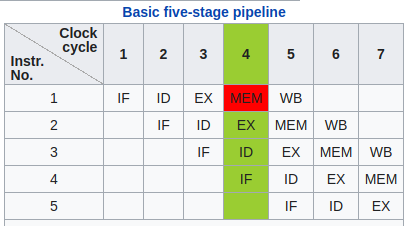 Basic five-stage pipeline
Clock
cycle
Instr.
No.
1 2 3 4 5 6 7
1 IF ID EX MEM WB
2 IF ID EX MEM WB
3 IF ID EX MEM WB
4 IF ID EX MEM
5 IF ID EX